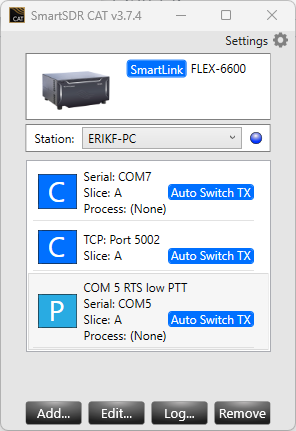 SmartSDR CAT v3.7.4
CAT
Settings
SmartLink FLEX-6600
Station: ERIKF-PC
C
Serial: COM7
Slice: A
Auto Switch TX
Process: (None)
C
TCP: Port 5002
Slice: A
Auto Switch TX
Process: (None)
P
COM 5 RTS low PTT
Serial: COM5
Slice: A
Auto Switch TX
Process: (None)
Add...
Edit...
Log...
Remove